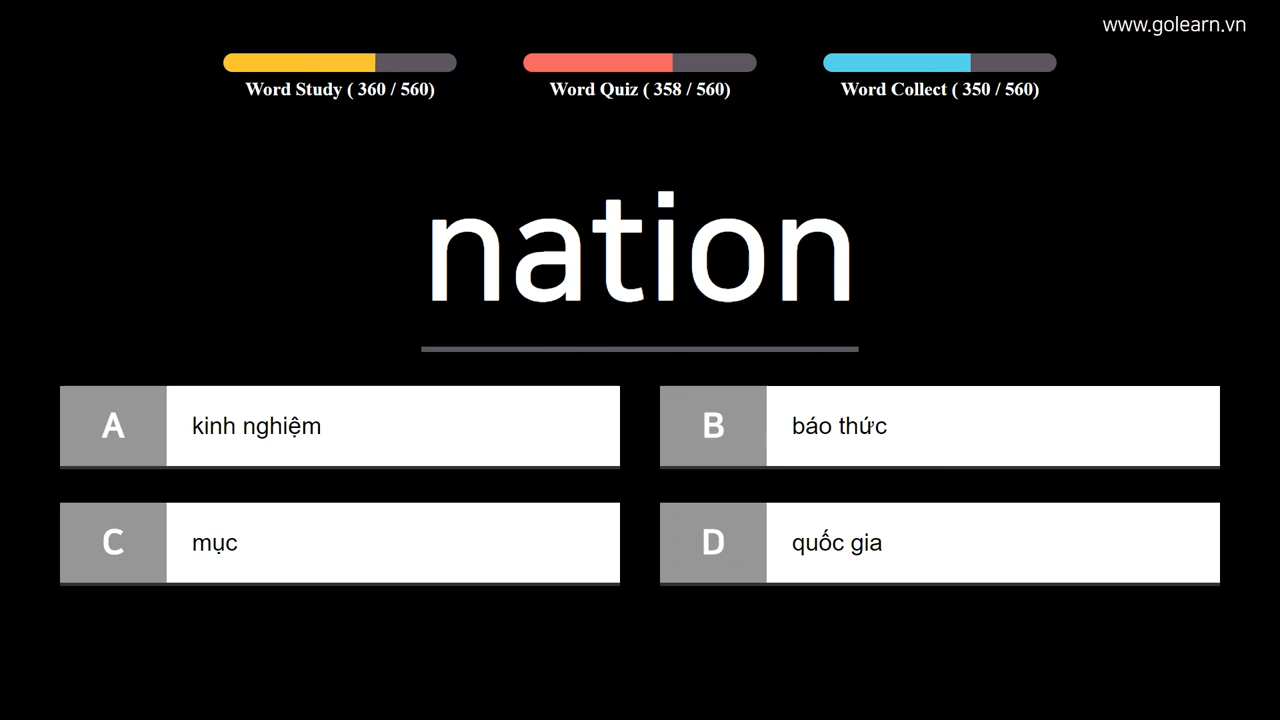 www.golearn.vn
Word Study ( 360 / 560)
Word Quiz ( 358 / 560)
Word Collect ( 350 / 560)
nation
A kinh nghiệm
B báo thức
C mục
D quốc gia